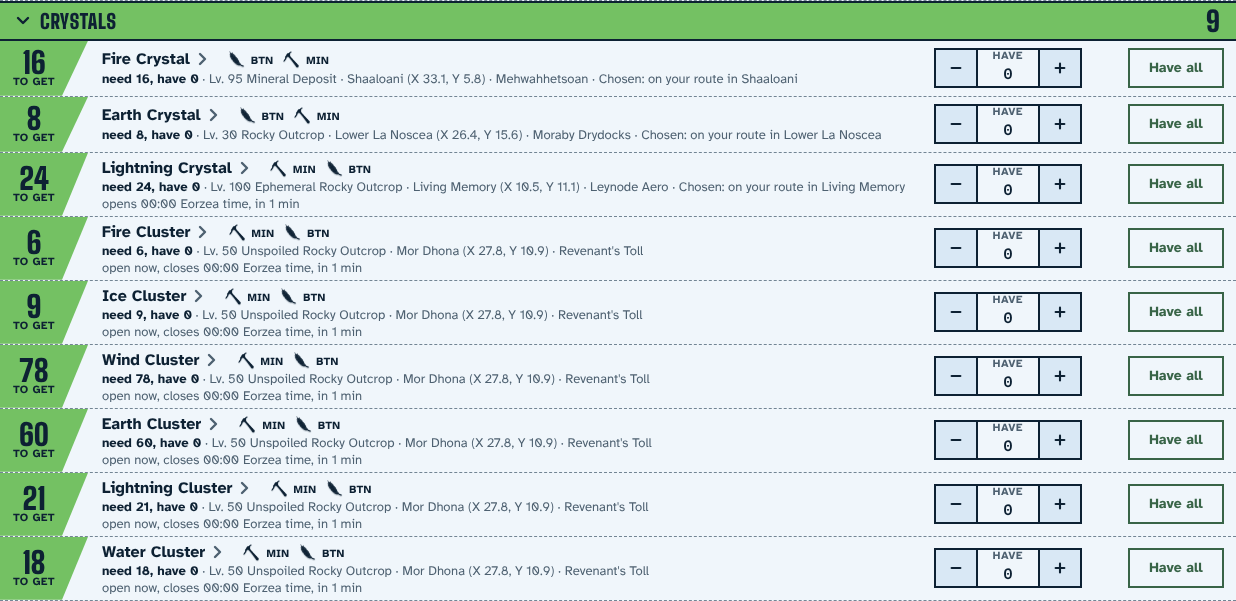 CRYSTALS 9
16 TO GET
Fire Crystal > BTN MIN
need 16, have 0 · Lv. 95 Mineral Deposit · Shaaloani (X 33.1, Y 5.8) · Mehwahhetsoan · Chosen: on your route in Shaaloani
− HAVE 0 + Have all
8 TO GET
Earth Crystal > BTN MIN
need 8, have 0 · Lv. 30 Rocky Outcrop · Lower La Noscea (X 26.4, Y 15.6) · Moraby Drydocks · Chosen: on your route in Lower La Noscea
− HAVE 0 + Have all
24 TO GET
Lightning Crystal > MIN BTN
need 24, have 0 · Lv. 100 Ephemeral Rocky Outcrop · Living Memory (X 10.5, Y 11.1) · Leynode Aero · Chosen: on your route in Living Memory
opens 00:00 Eorzea time, in 1 min
− HAVE 0 + Have all
6 TO GET
Fire Cluster > MIN BTN
need 6, have 0 · Lv. 50 Unspoiled Rocky Outcrop · Mor Dhona (X 27.8, Y 10.9) · Revenant's Toll
open now, closes 00:00 Eorzea time, in 1 min
− HAVE 0 + Have all
9 TO GET
Ice Cluster > MIN BTN
need 9, have 0 · Lv. 50 Unspoiled Rocky Outcrop · Mor Dhona (X 27.8, Y 10.9) · Revenant's Toll
open now, closes 00:00 Eorzea time, in 1 min
− HAVE 0 + Have all
78 TO GET
Wind Cluster > MIN BTN
need 78, have 0 · Lv. 50 Unspoiled Rocky Outcrop · Mor Dhona (X 27.8, Y 10.9) · Revenant's Toll
open now, closes 00:00 Eorzea time, in 1 min
− HAVE 0 + Have all
60 TO GET
Earth Cluster > MIN BTN
need 60, have 0 · Lv. 50 Unspoiled Rocky Outcrop · Mor Dhona (X 27.8, Y 10.9) · Revenant's Toll
open now, closes 00:00 Eorzea time, in 1 min
− HAVE 0 + Have all
21 TO GET
Lightning Cluster > MIN BTN
need 21, have 0 · Lv. 50 Unspoiled Rocky Outcrop · Mor Dhona (X 27.8, Y 10.9) · Revenant's Toll
open now, closes 00:00 Eorzea time, in 1 min
− HAVE 0 + Have all
18 TO GET
Water Cluster > MIN BTN
need 18, have 0 · Lv. 50 Unspoiled Rocky Outcrop · Mor Dhona (X 27.8, Y 10.9) · Revenant's Toll
open now, closes 00:00 Eorzea time, in 1 min
− HAVE 0 + Have all